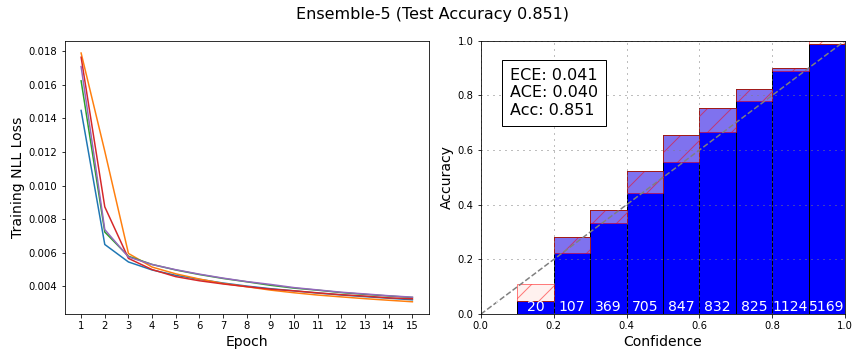 Ensemble-5 (Test Accuracy 0.851)
0.018
0.016
0.014
0.012
0.010
0.008
0.006
0.004
Training NLL Loss
1 2 3 4 5 6 7 8 9 10 11 12 13 14 15
Epoch
1.0
0.8
0.6
0.4
0.2
0.0
Accuracy
ECE: 0.041
ACE: 0.040
Acc: 0.851
20 107 369 705 847 832 825 1124 5169
0.0 0.2 0.4 0.6 0.8 1.0
Confidence